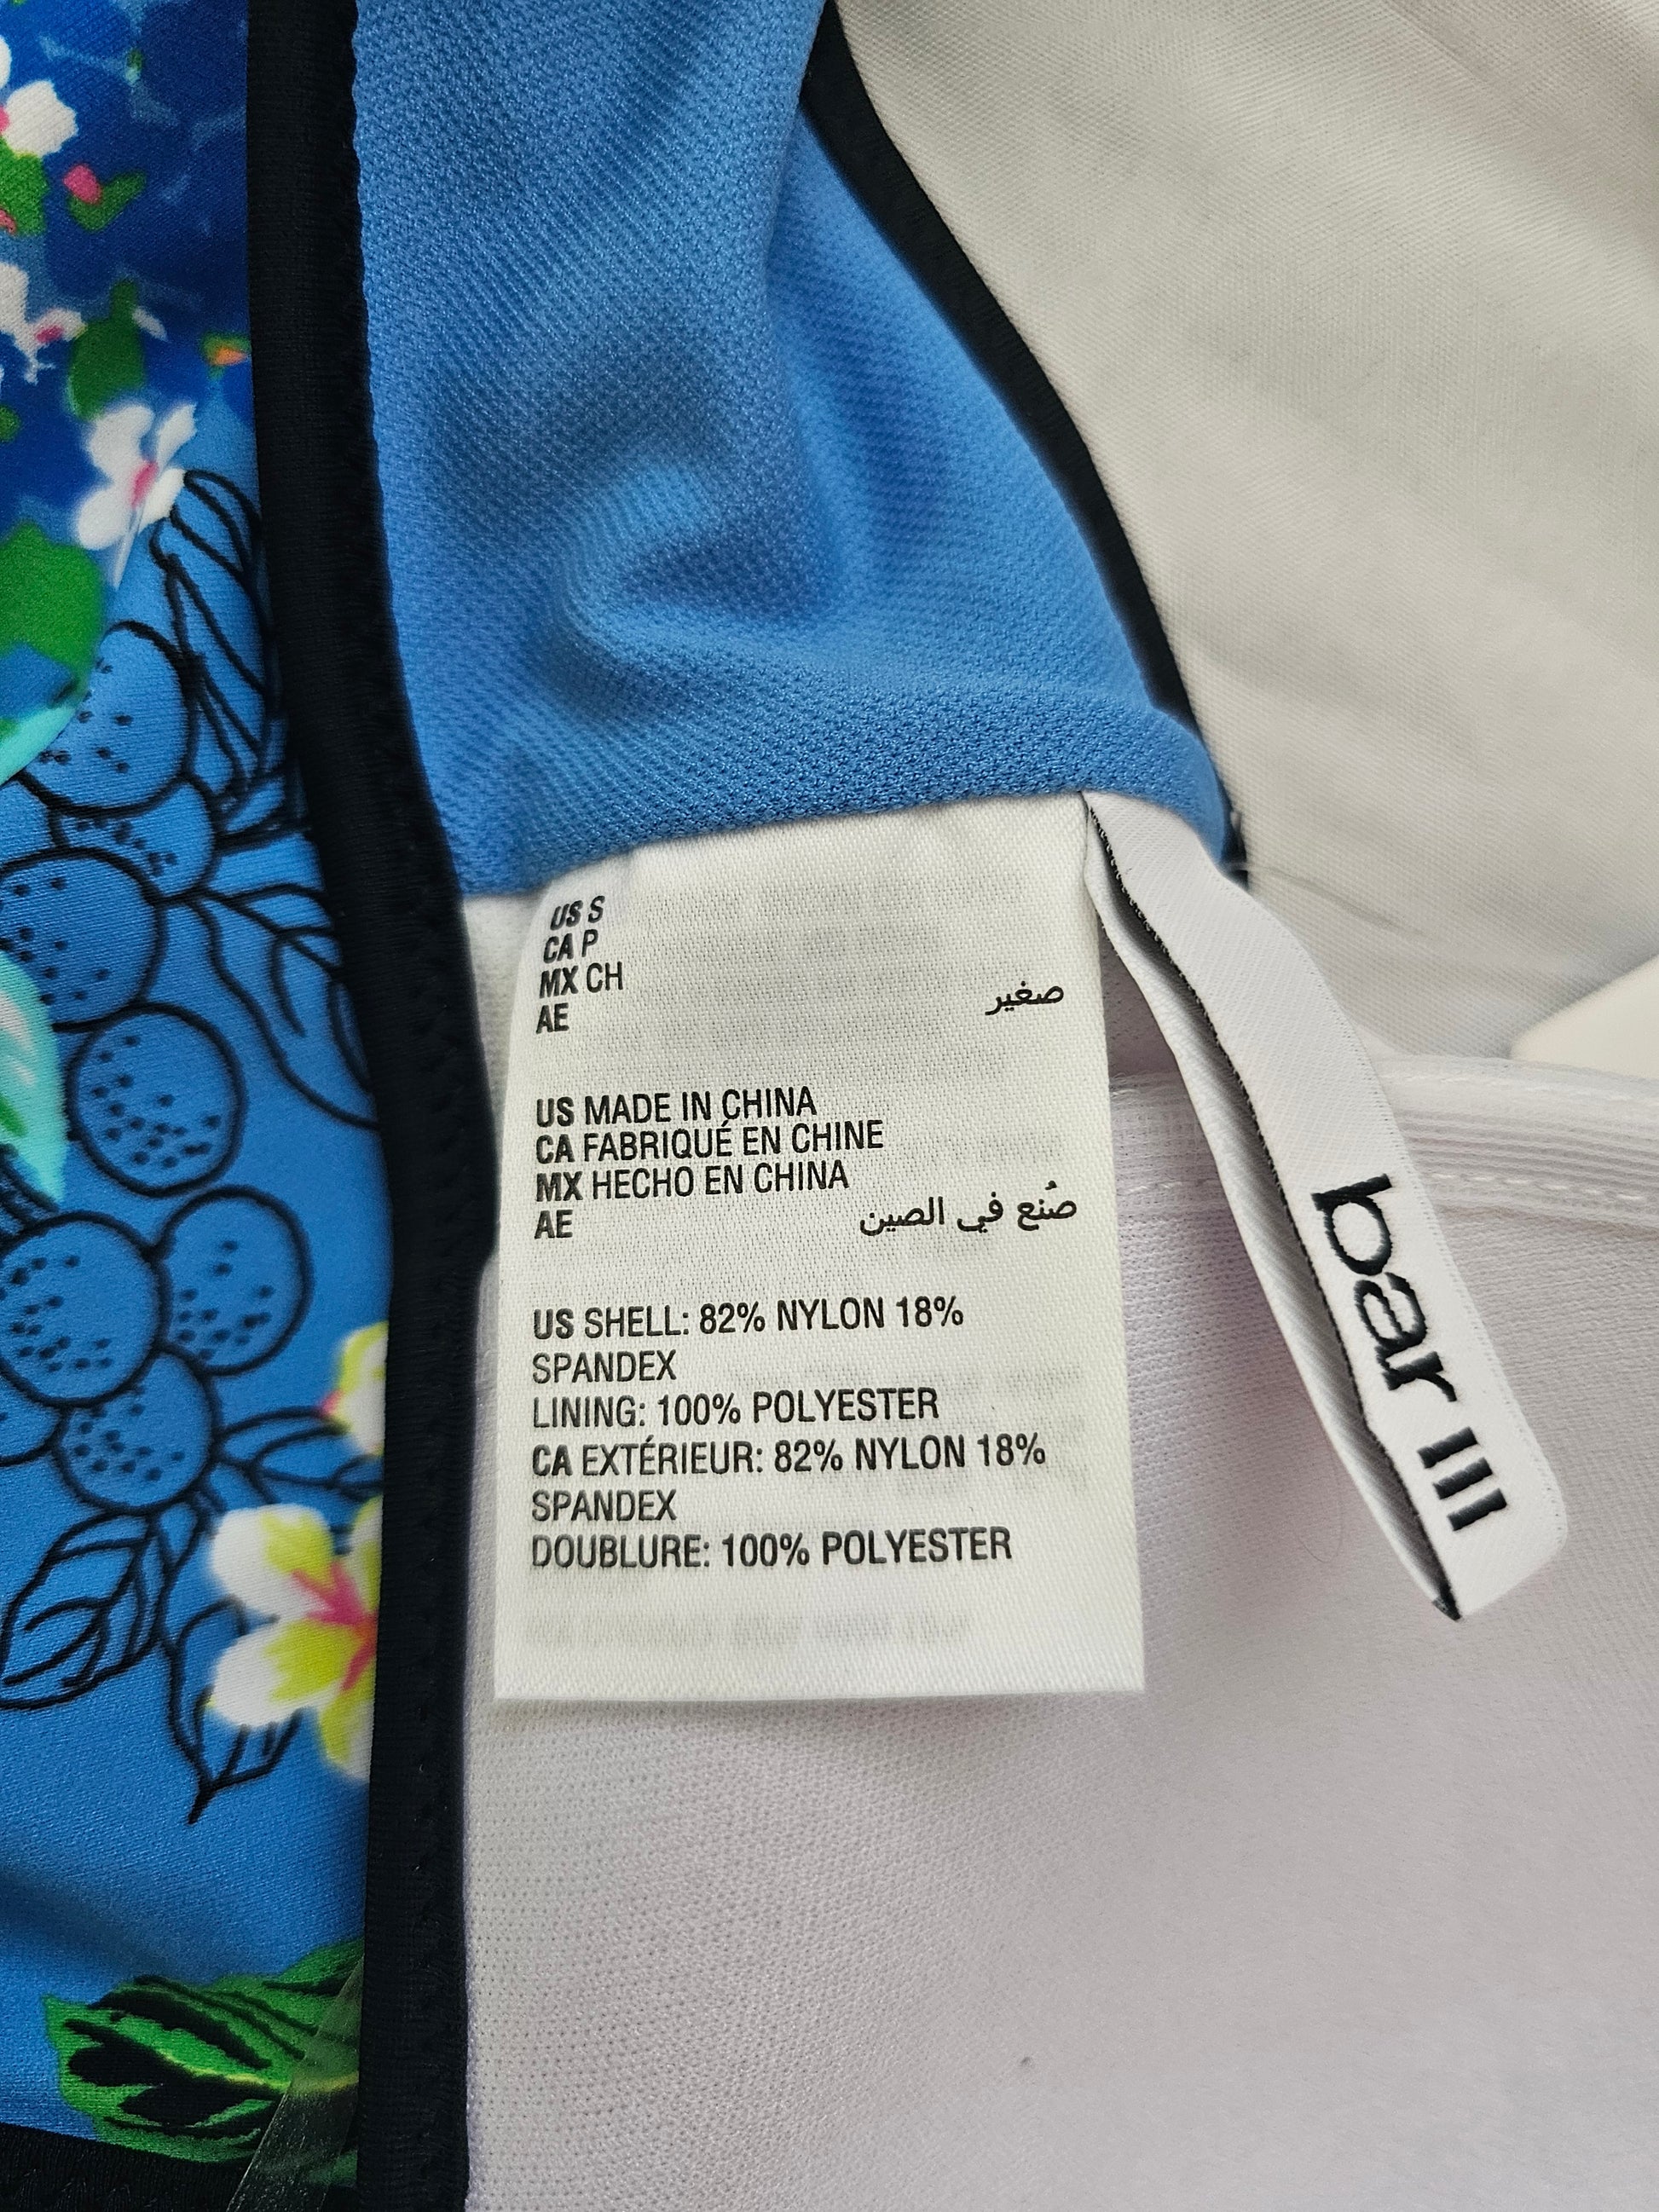 US S
CA P
MX CH
AE صغير
US MADE IN CHINA
CA FABRIQUÉ EN CHINE
MX HECHO EN CHINA
AE صُنع في الصين
US SHELL: 82% NYLON 18%
SPANDEX
LINING: 100% POLYESTER
CA EXTÉRIEUR: 82% NYLON 18%
SPANDEX
DOUBLURE: 100% POLYESTER
bar III